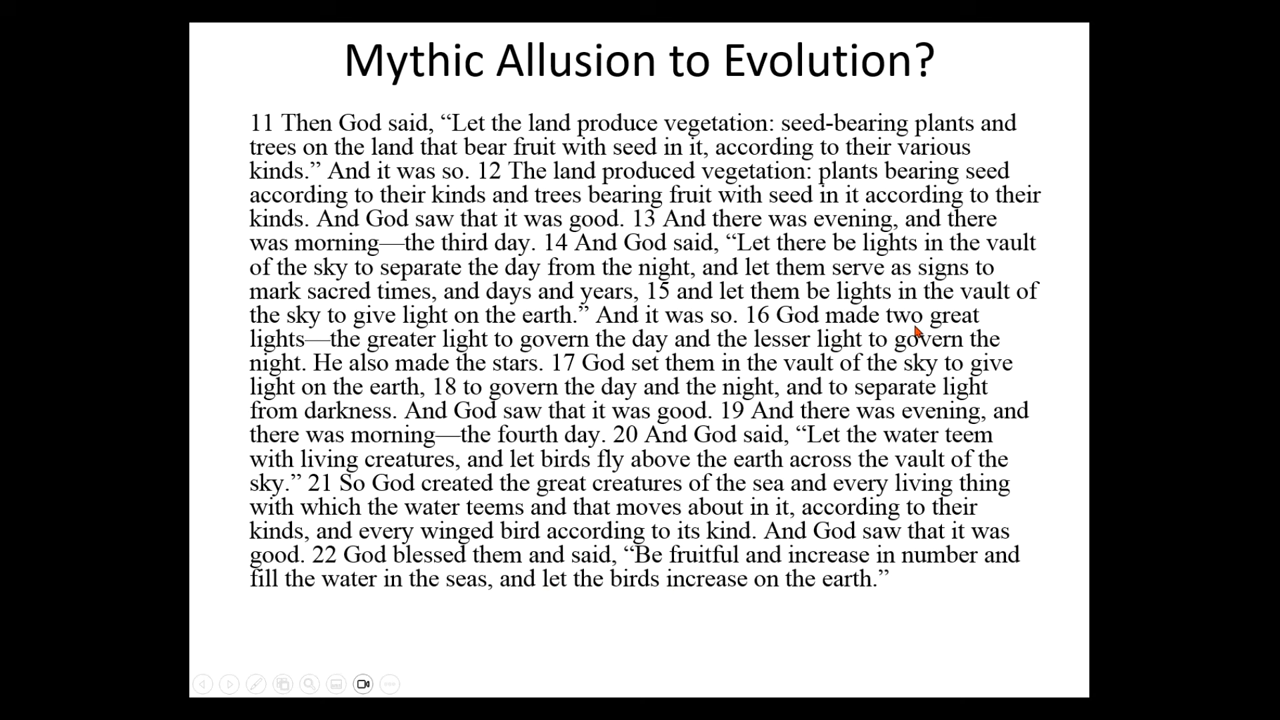 Mythic Allusion to Evolution?
11 Then God said, “Let the land produce vegetation: seed-bearing plants and
trees on the land that bear fruit with seed in it, according to their various
kinds.” And it was so. 12 The land produced vegetation: plants bearing seed
according to their kinds and trees bearing fruit with seed in it according to their
kinds. And God saw that it was good. 13 And there was evening, and there
was morning—the third day. 14 And God said, “Let there be lights in the vault
of the sky to separate the day from the night, and let them serve as signs to
mark sacred times, and days and years, 15 and let them be lights in the vault of
the sky to give light on the earth.” And it was so. 16 God made two great
lights—the greater light to govern the day and the lesser light to govern the
night. He also made the stars. 17 God set them in the vault of the sky to give
light on the earth, 18 to govern the day and the night, and to separate light
from darkness. And God saw that it was good. 19 And there was evening, and
there was morning—the fourth day. 20 And God said, “Let the water teem
with living creatures, and let birds fly above the earth across the vault of the
sky.” 21 So God created the great creatures of the sea and every living thing
with which the water teems and that moves about in it, according to their
kinds, and every winged bird according to its kind. And God saw that it was
good. 22 God blessed them and said, “Be fruitful and increase in number and
fill the water in the seas, and let the birds increase on the earth.”